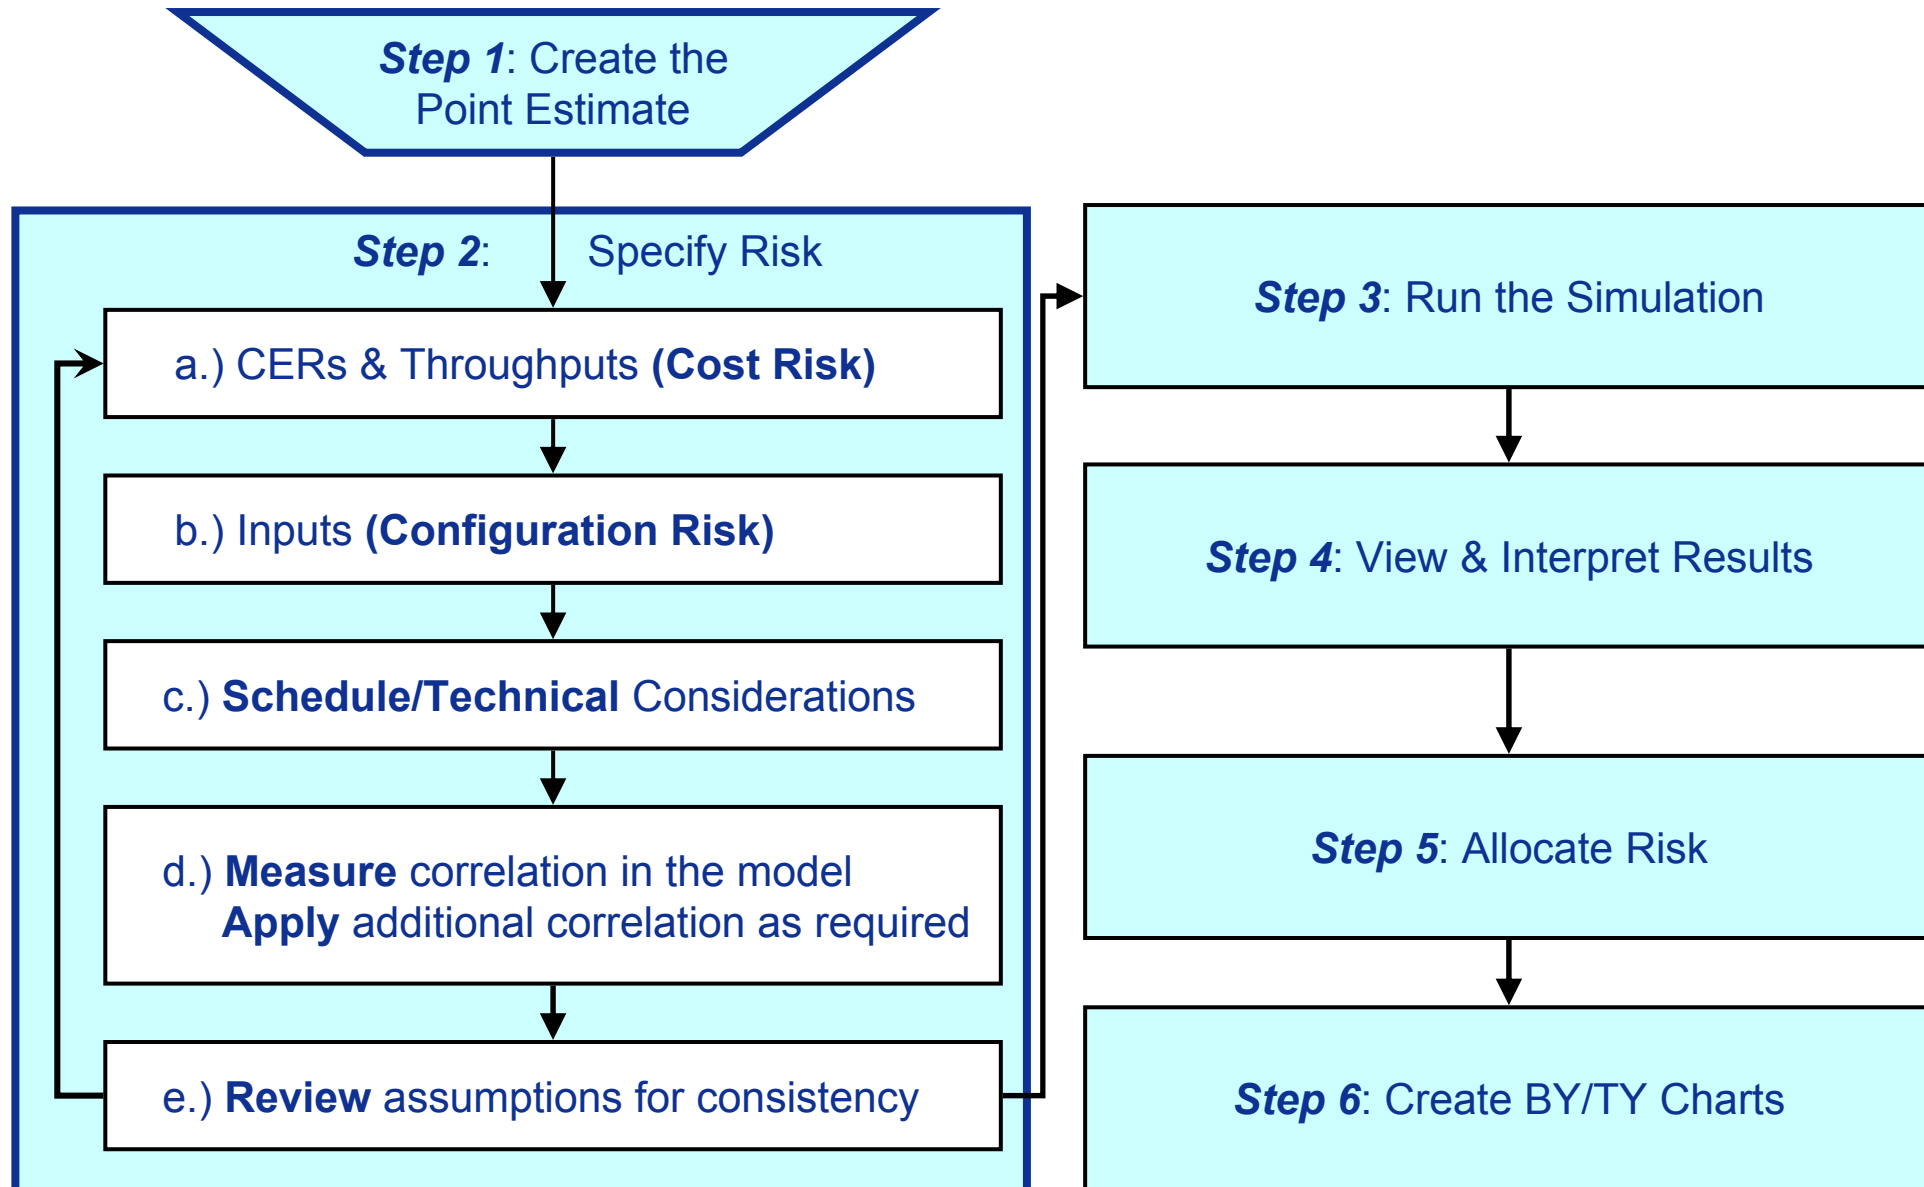 Step 1: Create the
Point Estimate
Step 2: Specify Risk
a.) CERs & Throughputs (Cost Risk)
b.) Inputs (Configuration Risk)
c.) Schedule/Technical Considerations
d.) Measure correlation in the model
Apply additional correlation as required
e.) Review assumptions for consistency
Step 3: Run the Simulation
Step 4: View & Interpret Results
Step 5: Allocate Risk
Step 6: Create BY/TY Charts